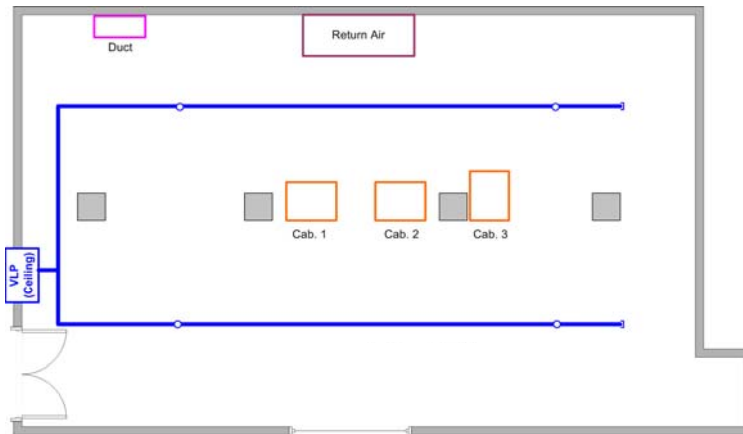 Duct
Return Air
Cab. 1
Cab. 2
Cab. 3
VLP
(Ceiling)